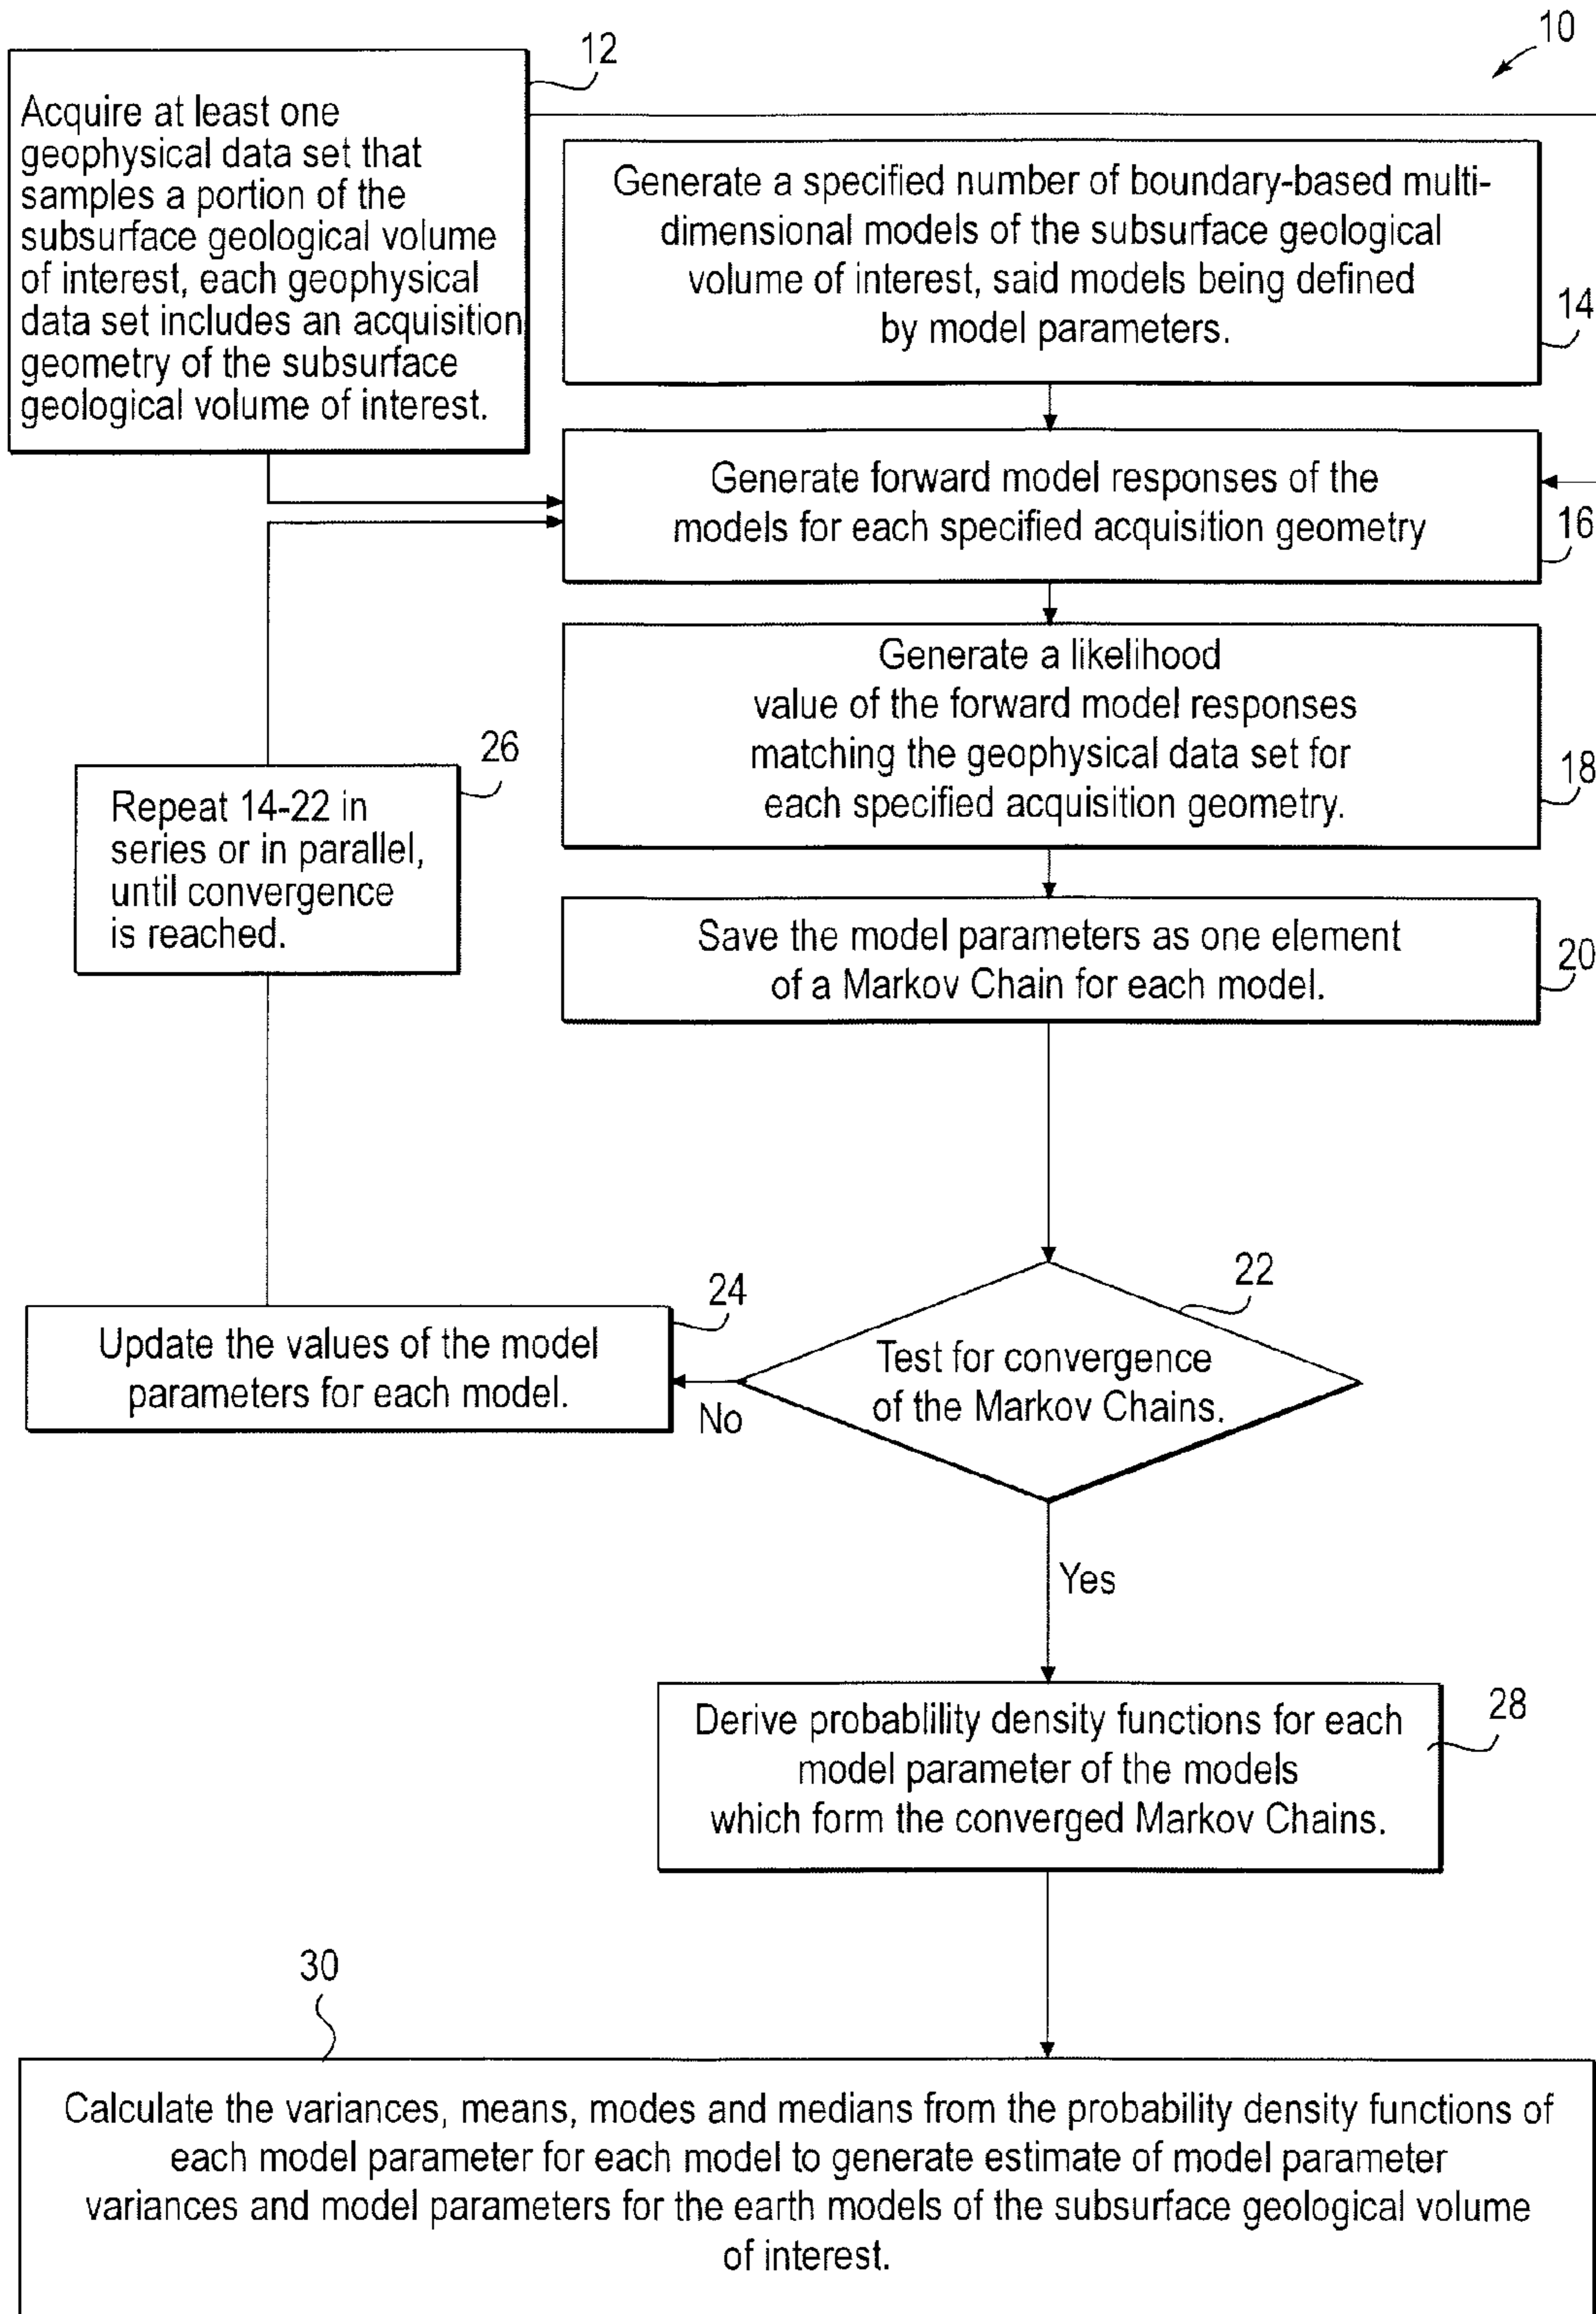 10
12
Acquire at least one
geophysical data set that
samples a portion of the
subsurface geological volume
of interest, each geophysical
data set includes an acquisition
geometry of the subsurface
geological volume of interest.
Generate a specified number of boundary-based multi-
dimensional models of the subsurface geological
volume of interest, said models being defined
by model parameters.
14
Generate forward model responses of the
models for each specified acquisition geometry
16
Generate a likelihood
value of the forward model responses
matching the geophysical data set for
each specified acquisition geometry.
18
26
Repeat 14-22 in
series or in parallel,
until convergence
is reached.
Save the model parameters as one element
of a Markov Chain for each model.
20
22
Test for convergence
of the Markov Chains.
24
Update the values of the model
parameters for each model.
No
Yes
28
Derive probablility density functions for each
model parameter of the models
which form the converged Markov Chains.
30
Calculate the variances, means, modes and medians from the probability density functions of
each model parameter for each model to generate estimate of model parameter
variances and model parameters for the earth models of the subsurface geological volume
of interest.